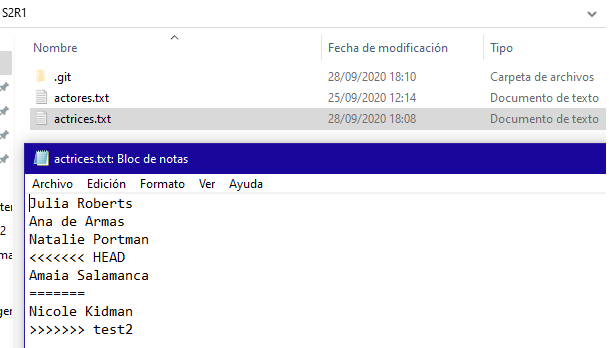 S2R1
Nombre Fecha de modificación Tipo
.git 28/09/2020 18:10 Carpeta de archivos
actores.txt 25/09/2020 12:14 Documento de texto
actrices.txt 28/09/2020 18:08 Documento de texto
actrices.txt: Bloc de notas
Archivo Edición Formato Ver Ayuda
Julia Roberts
Ana de Armas
Natalie Portman
<<<<<<< HEAD
Amaia Salamanca
=======
Nicole Kidman
>>>>>>> test2